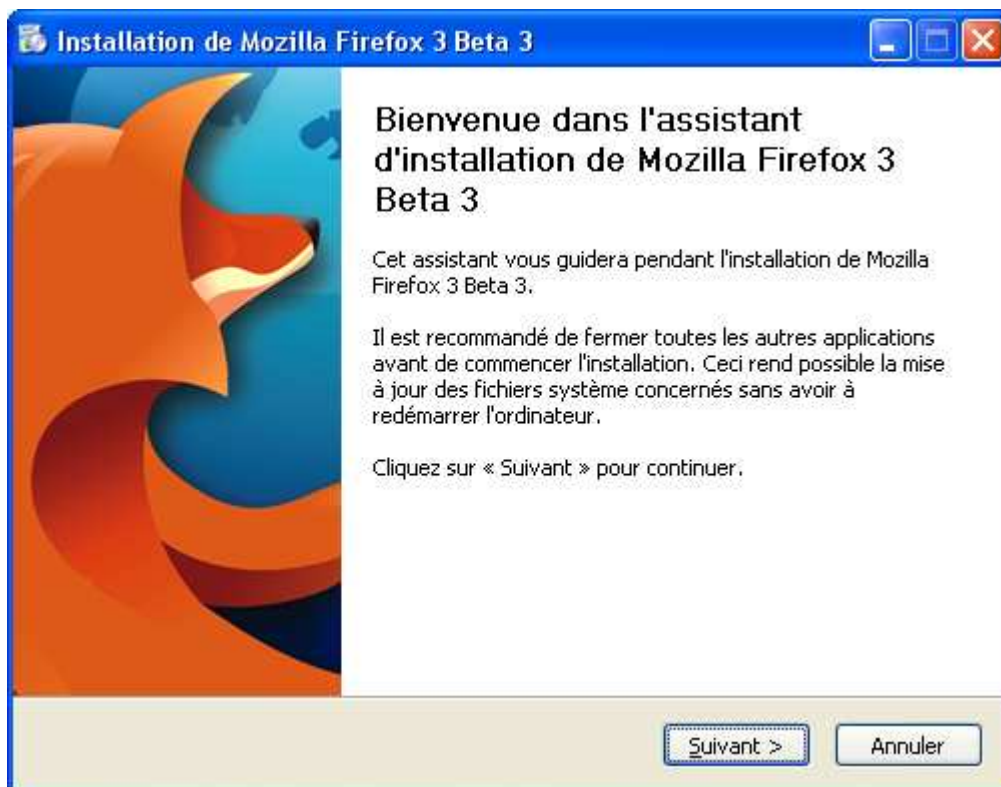 Installation de Mozilla Firefox 3 Beta 3
Bienvenue dans l'assistant
d'installation de Mozilla Firefox 3
Beta 3
Cet assistant vous guidera pendant l'installation de Mozilla
Firefox 3 Beta 3.
Il est recommandé de fermer toutes les autres applications
avant de commencer l'installation. Ceci rend possible la mise
à jour des fichiers système concernés sans avoir à
redémarrer l'ordinateur.
Cliquez sur « Suivant » pour continuer.
Suivant >
Annuler